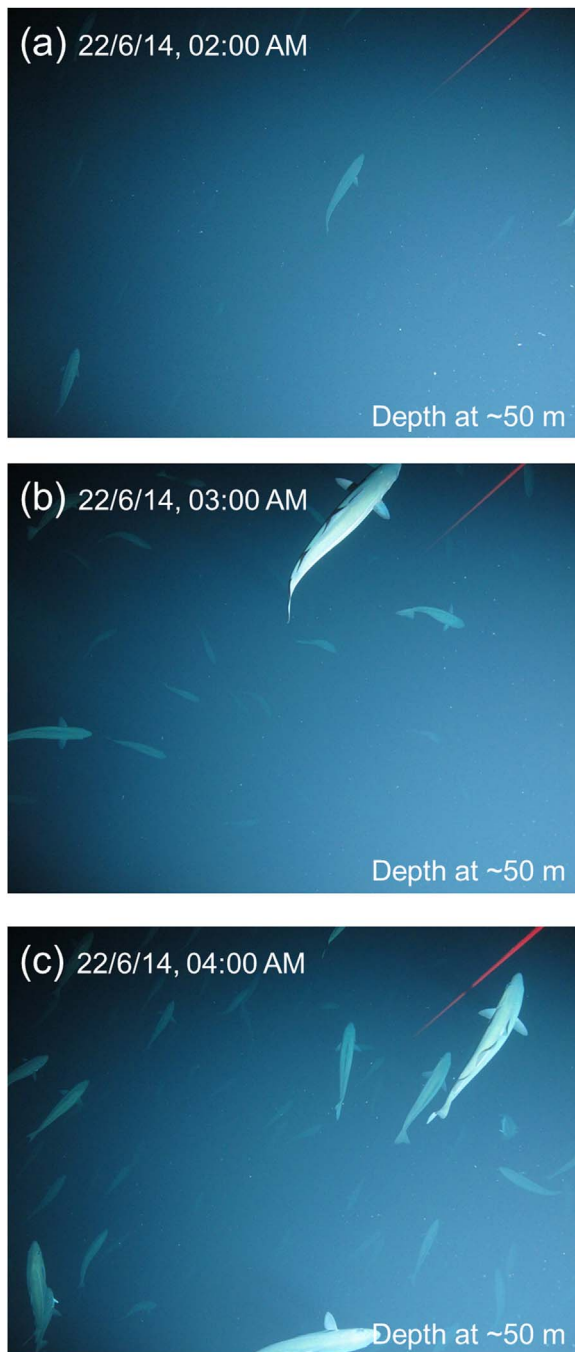 (a) 22/6/14, 02:00 AM
Depth at ~50 m
(b) 22/6/14, 03:00 AM
Depth at ~50 m
(c) 22/6/14, 04:00 AM
Depth at ~50 m